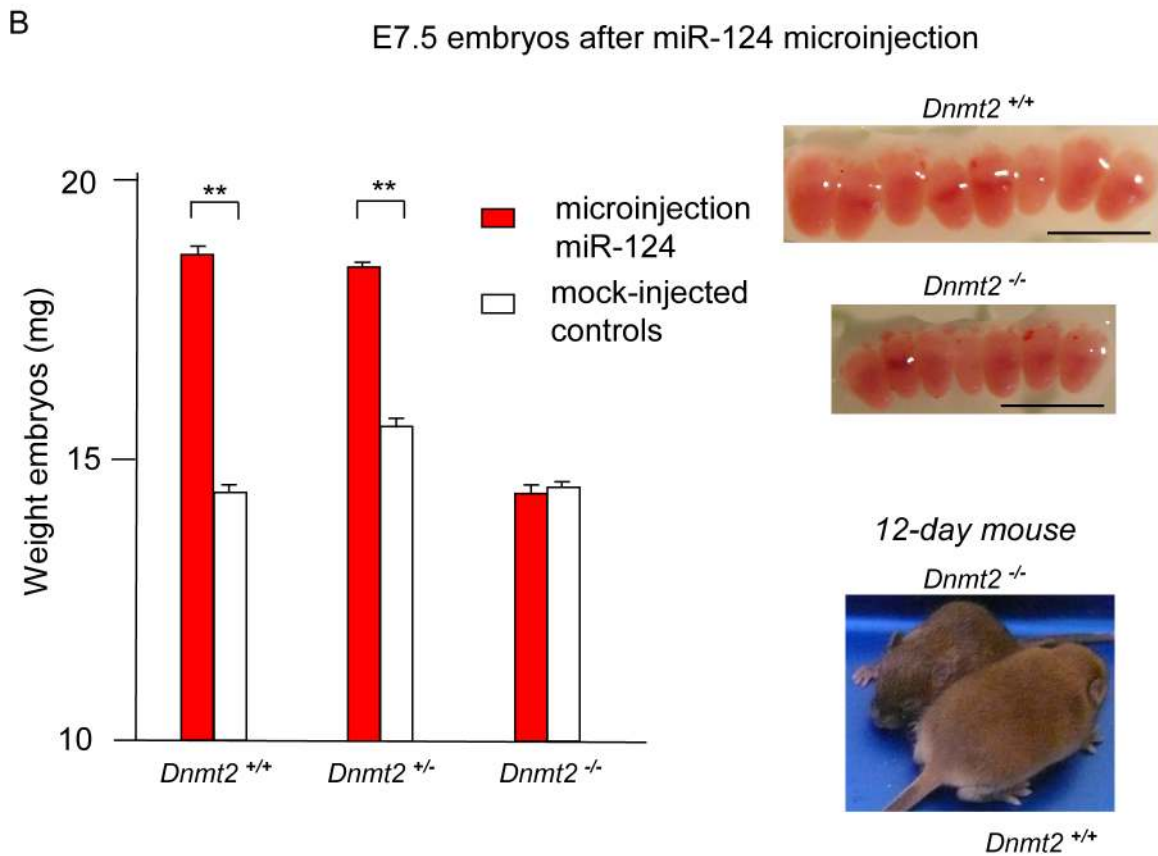 B
E7.5 embryos after miR-124 microinjection
Weight embryos (mg)
20
15
10
**
**
microinjection
miR-124
mock-injected
controls
Dnmt2 +/+
Dnmt2 +/-
Dnmt2 -/-
Dnmt2 +/+
Dnmt2 -/-
12-day mouse
Dnmt2 -/-
Dnmt2 +/+